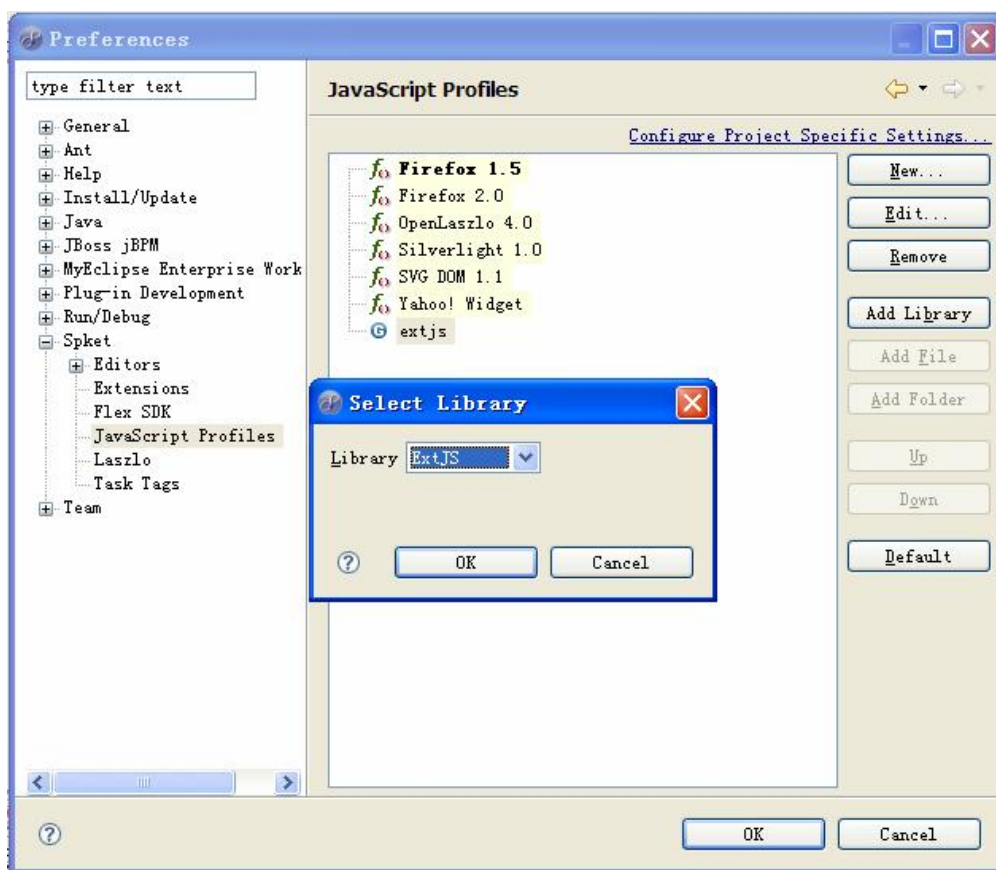 Preferences
type filter text
General
Ant
Help
Install/Update
Java
JBoss jBPM
MyEclipse Enterprise Work
Plug-in Development
Run/Debug
Spket
Editors
Extensions
Flex SDK
JavaScript Profiles
Laszlo
Task Tags
Team
JavaScript Profiles
Configure Project Specific Settings...
Firefox 1.5
Firefox 2.0
OpenLaszlo 4.0
Silverlight 1.0
SVG DOM 1.1
Yahoo! Widget
extjs
New...
Edit...
Remove
Add Library
Add File
Add Folder
Up
Down
Default
Select Library
Library ExtJS
OK Cancel
OK Cancel